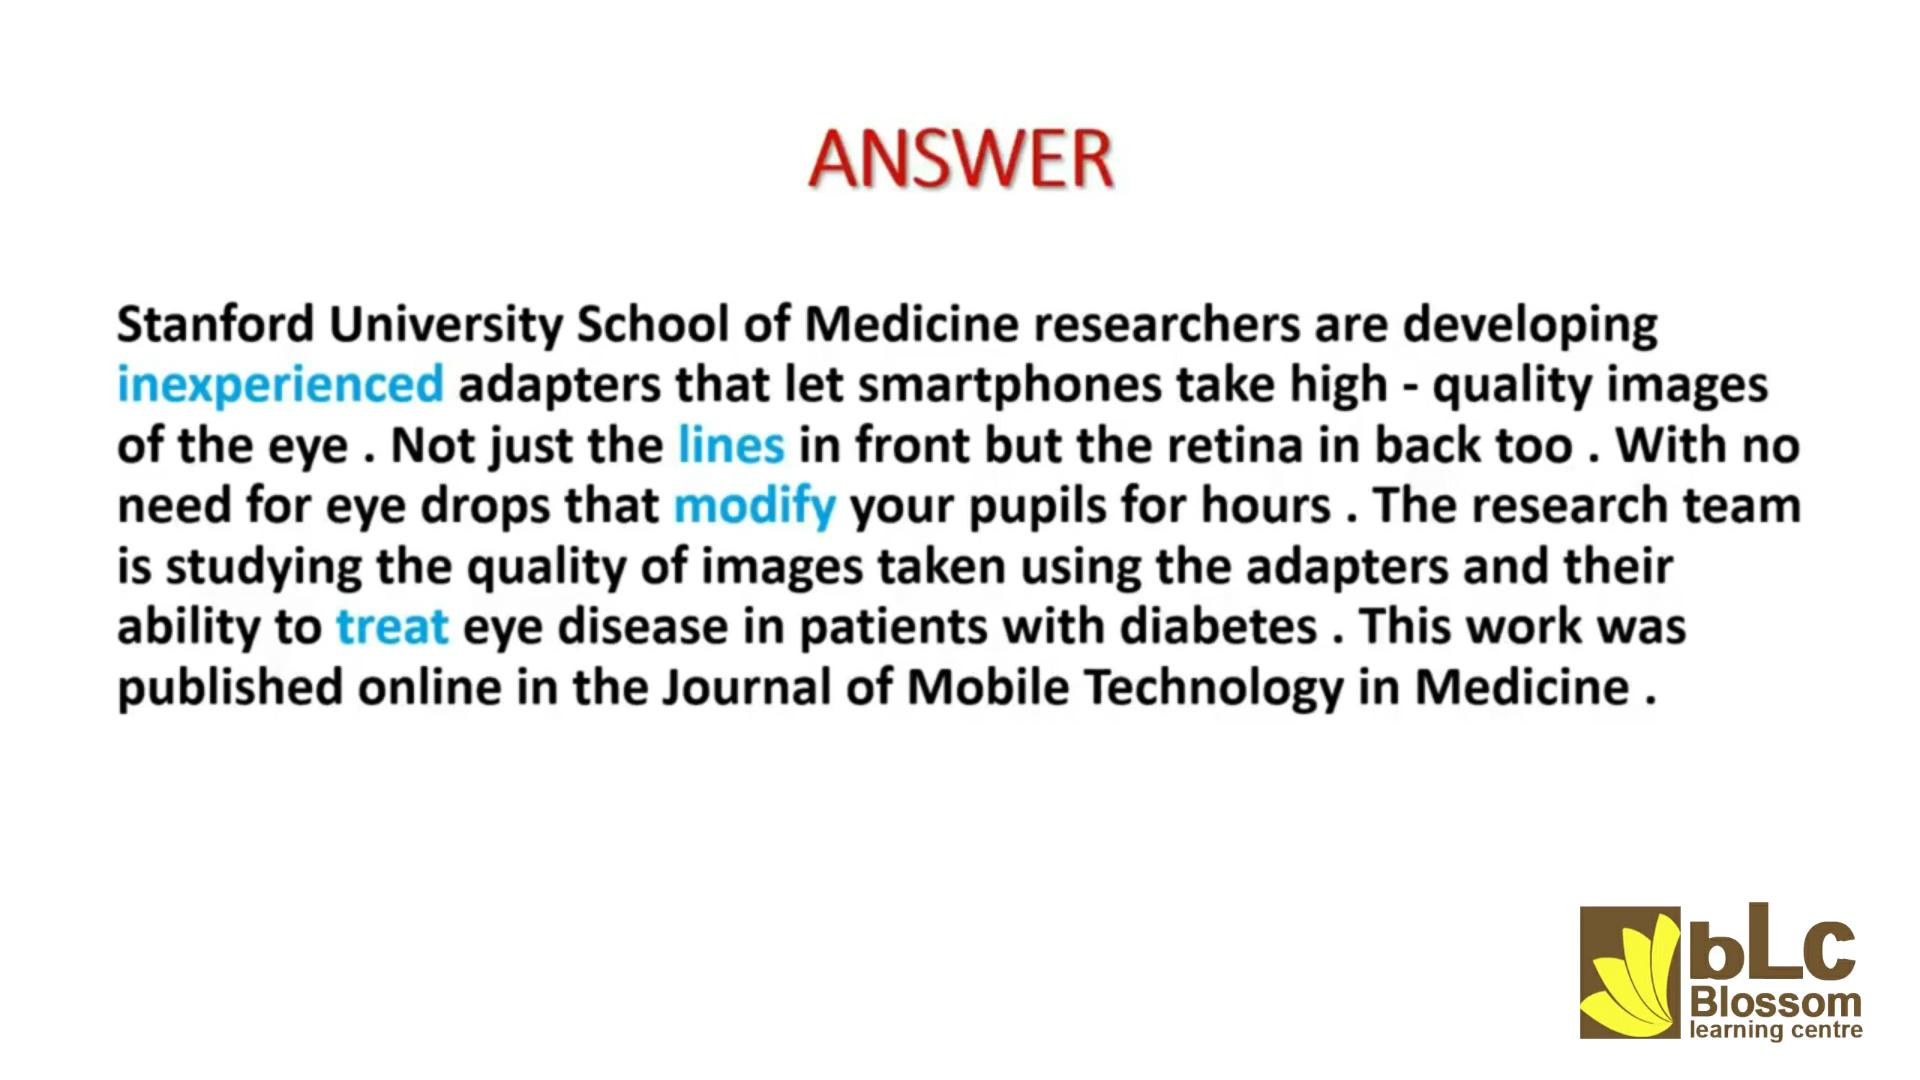 ANSWER
Stanford University School of Medicine researchers are developing
inexperienced adapters that let smartphones take high - quality images
of the eye . Not just the lines in front but the retina in back too . With no
need for eye drops that modify your pupils for hours . The research team
is studying the quality of images taken using the adapters and their
ability to treat eye disease in patients with diabetes . This work was
published online in the Journal of Mobile Technology in Medicine .
bLc
Blossom
learning centre